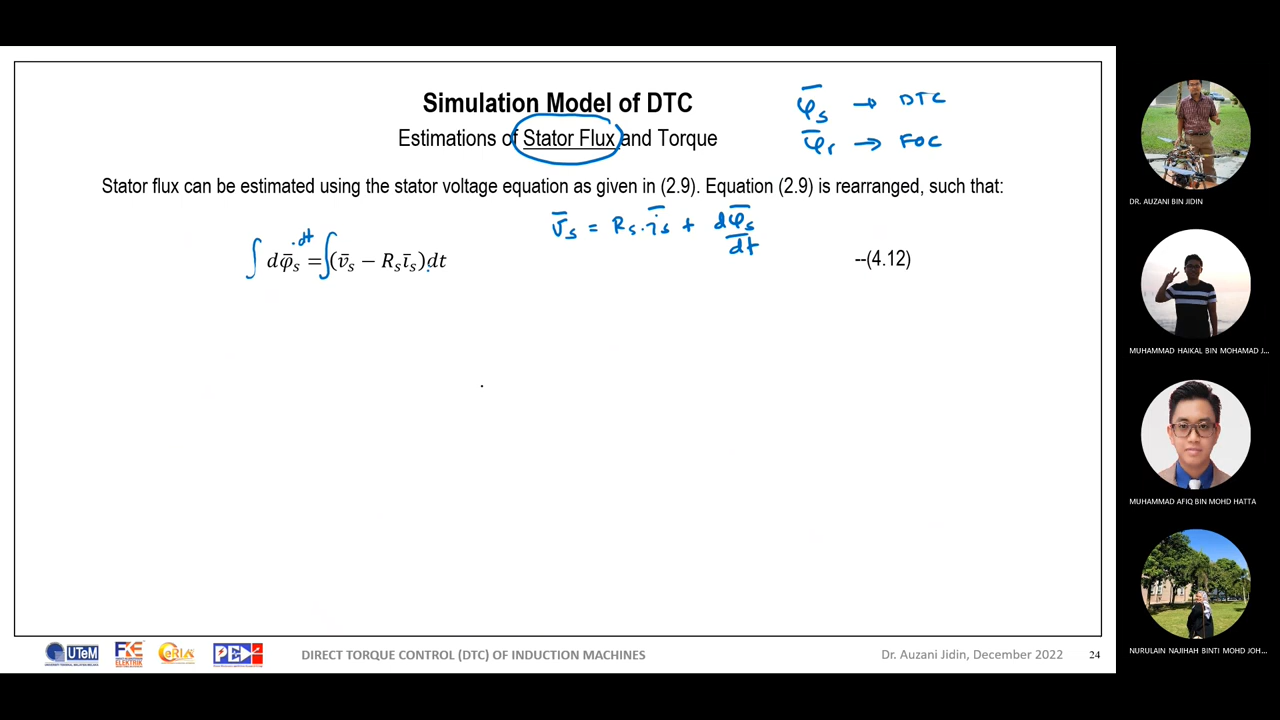 Simulation Model of DTC
Estimations of Stator Flux and Torque
φ̄s → DTC
φ̄r → FOC
Stator flux can be estimated using the stator voltage equation as given in (2.9). Equation (2.9) is rearranged, such that:
v̄s = Rs.īs + dφ̄s/dt
∫ dφ̄s .dt = ∫(v̄s − Rsīs).dt --(4.12)
UTeM
FKE
ELEKTRIK
CeRIA
DIRECT TORQUE CONTROL (DTC) OF INDUCTION MACHINES
Dr. Auzani Jidin, December 2022
24
DR. AUZANI BIN JIDIN
MUHAMMAD HAIKAL BIN MOHAMAD J...
MUHAMMAD AFIQ BIN MOHD HATTA
NURULAIN NAJIHAH BINTI MOHD JOH...